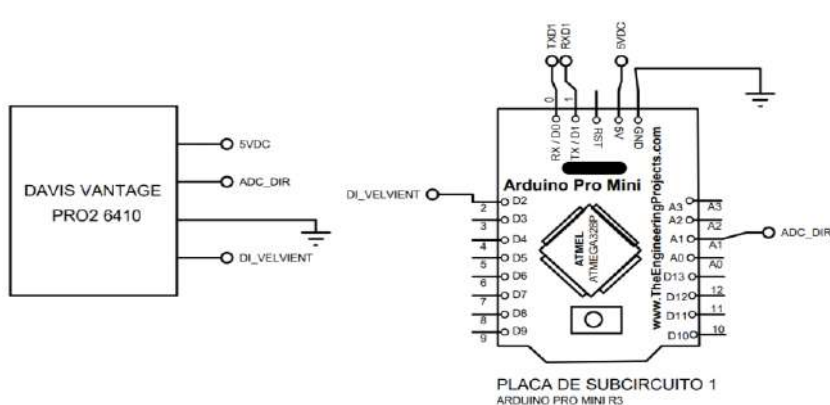 DAVIS VANTAGE
PRO2 6410
5VDC
ADC_DIR
DI_VELVIENT
TXD1
RXD1
5VDC
0
1
RX / D0
TX / D1
RST
5V
GND
Arduino Pro Mini
DI_VELVIENT
2
3
4
5
6
7
8
9
D2
D3
D4
D5
D6
D7
D8
D9
ATMEL
ATMEGA328P
A3
A2
A1
A0
D13
D12
D11
D10
A3
A2
A1
A0
12
11
10
www.TheEngineeringProjects.com
ADC_DIR
PLACA DE SUBCIRCUITO 1
ARDUINO PRO MINI R3